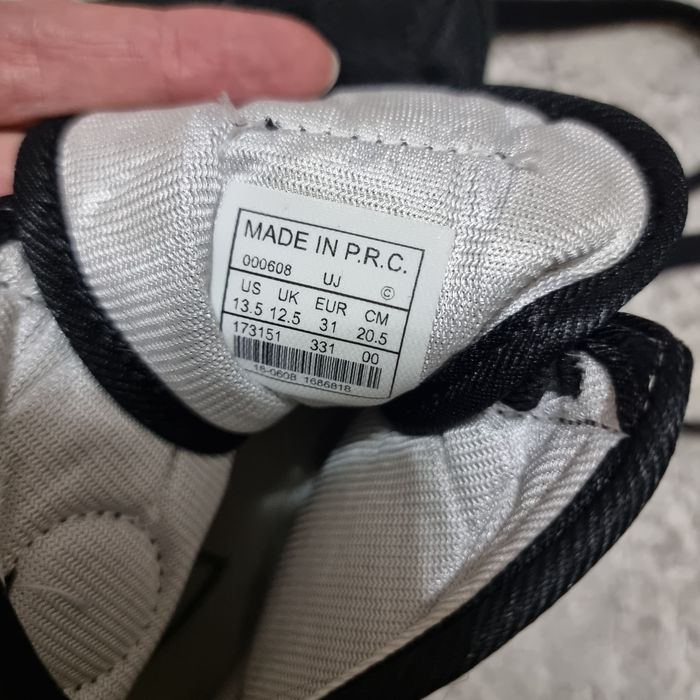 MADE IN P.R.C.
000608 UJ ©
US UK EUR CM
13.5 12.5 31 20.5
173151 331 00
16-0608 1686818